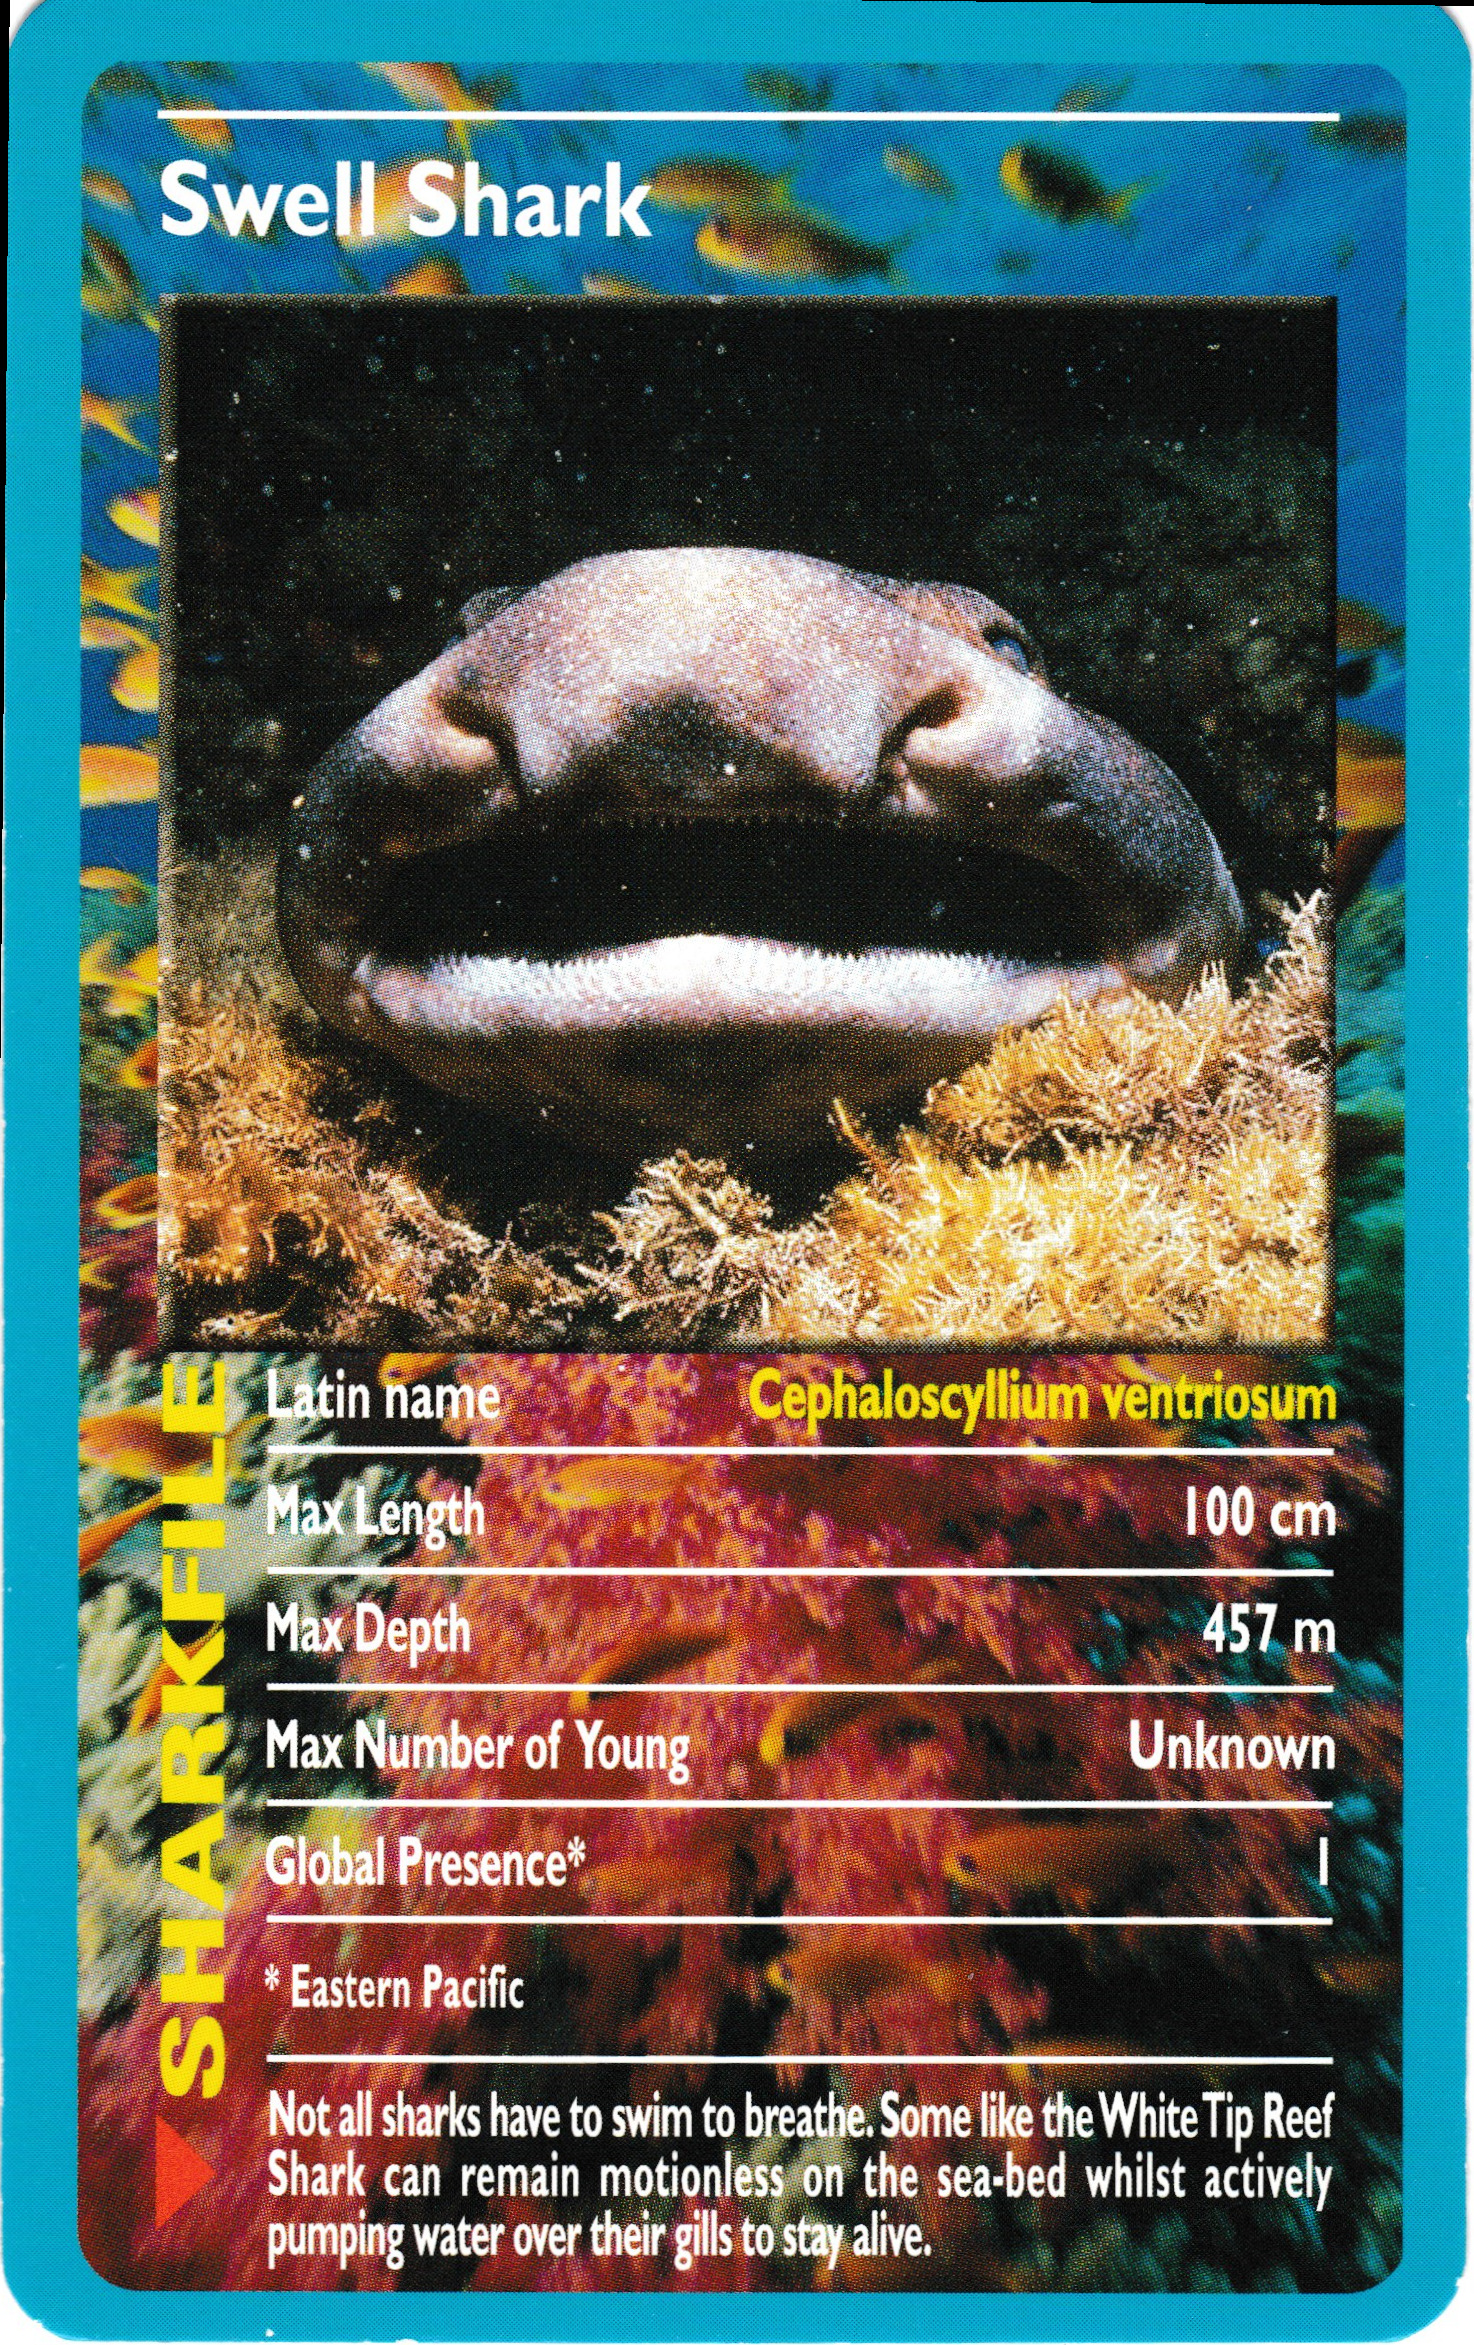 Swell Shark
SHARKFILE
Latin name Cephaloscyllium ventriosum
Max Length 100 cm
Max Depth 457 m
Max Number of Young Unknown
Global Presence* 1
* Eastern Pacific
Not all sharks have to swim to breathe. Some like the White Tip Reef
Shark can remain motionless on the sea-bed whilst actively
pumping water over their gills to stay alive.